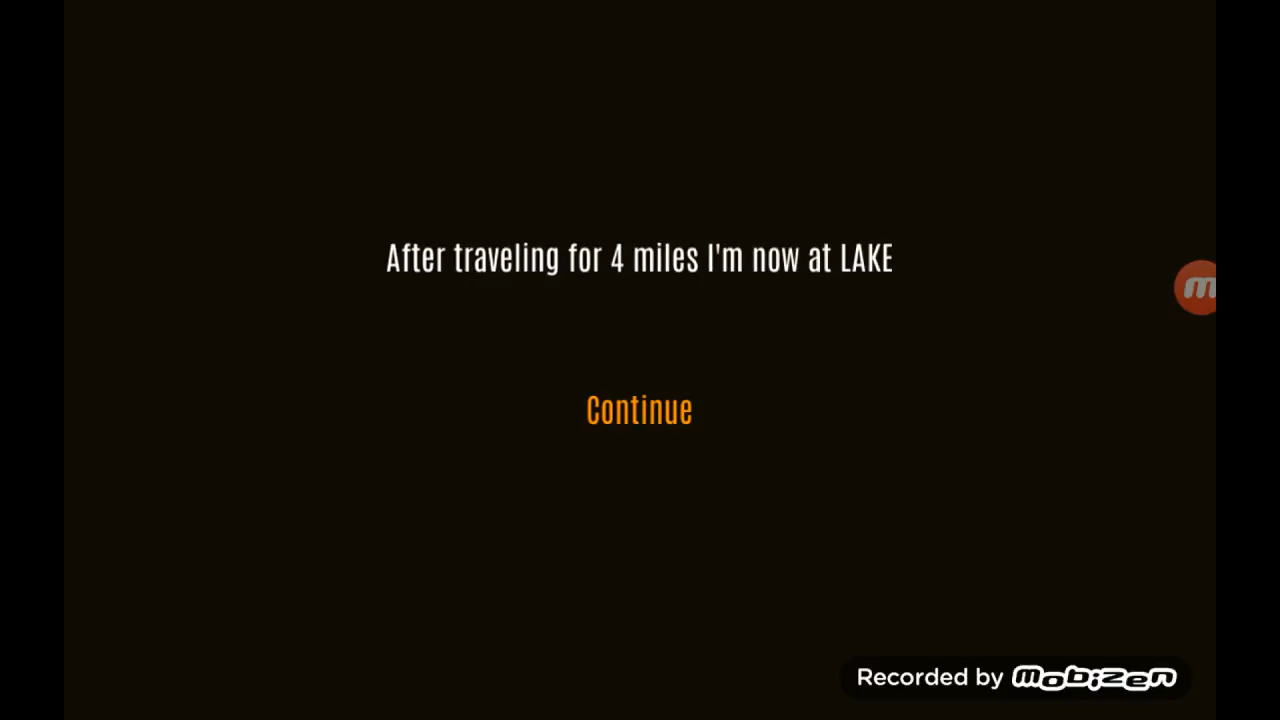 After traveling for 4 miles I'm now at LAKE
Continue
m
Recorded by mobizen